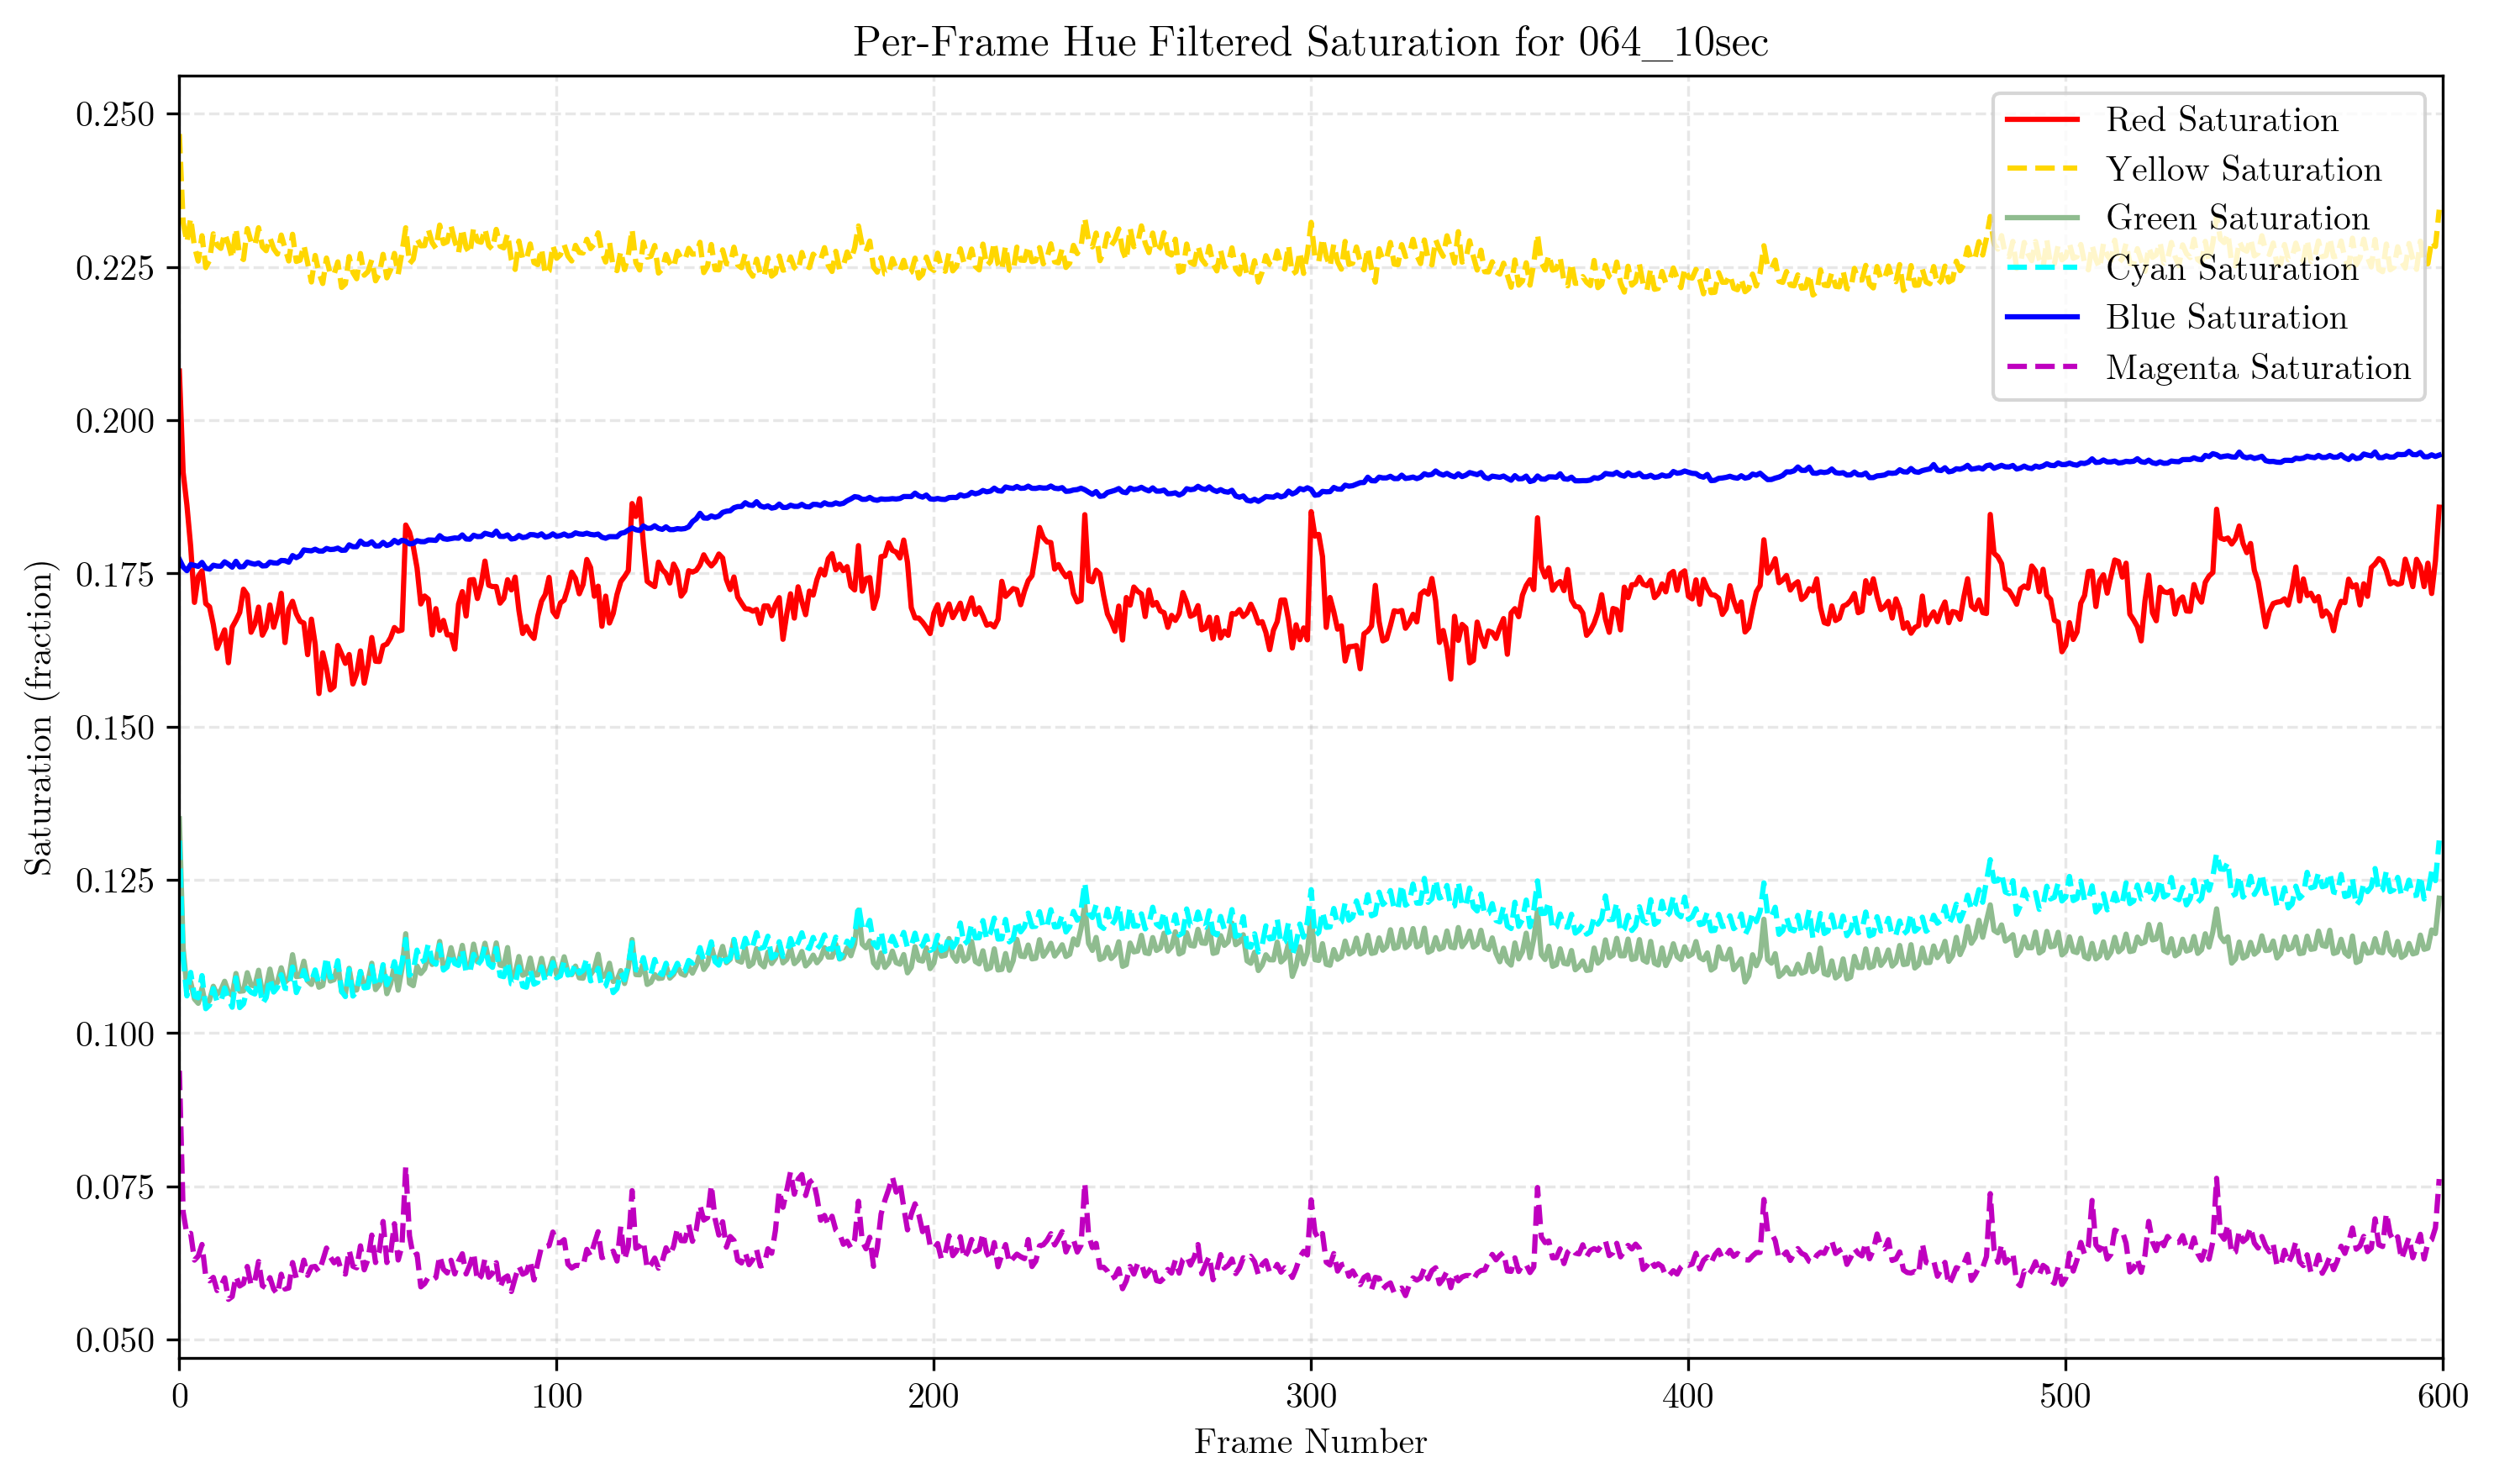 Per-Frame Hue Filtered Saturation for 064_10sec
Saturation (fraction)
0.250
0.225
0.200
0.175
0.150
0.125
0.100
0.075
0.050
Red Saturation
Yellow Saturation
Green Saturation
Cyan Saturation
Blue Saturation
Magenta Saturation
0 100 200 300 400 500 600
Frame Number